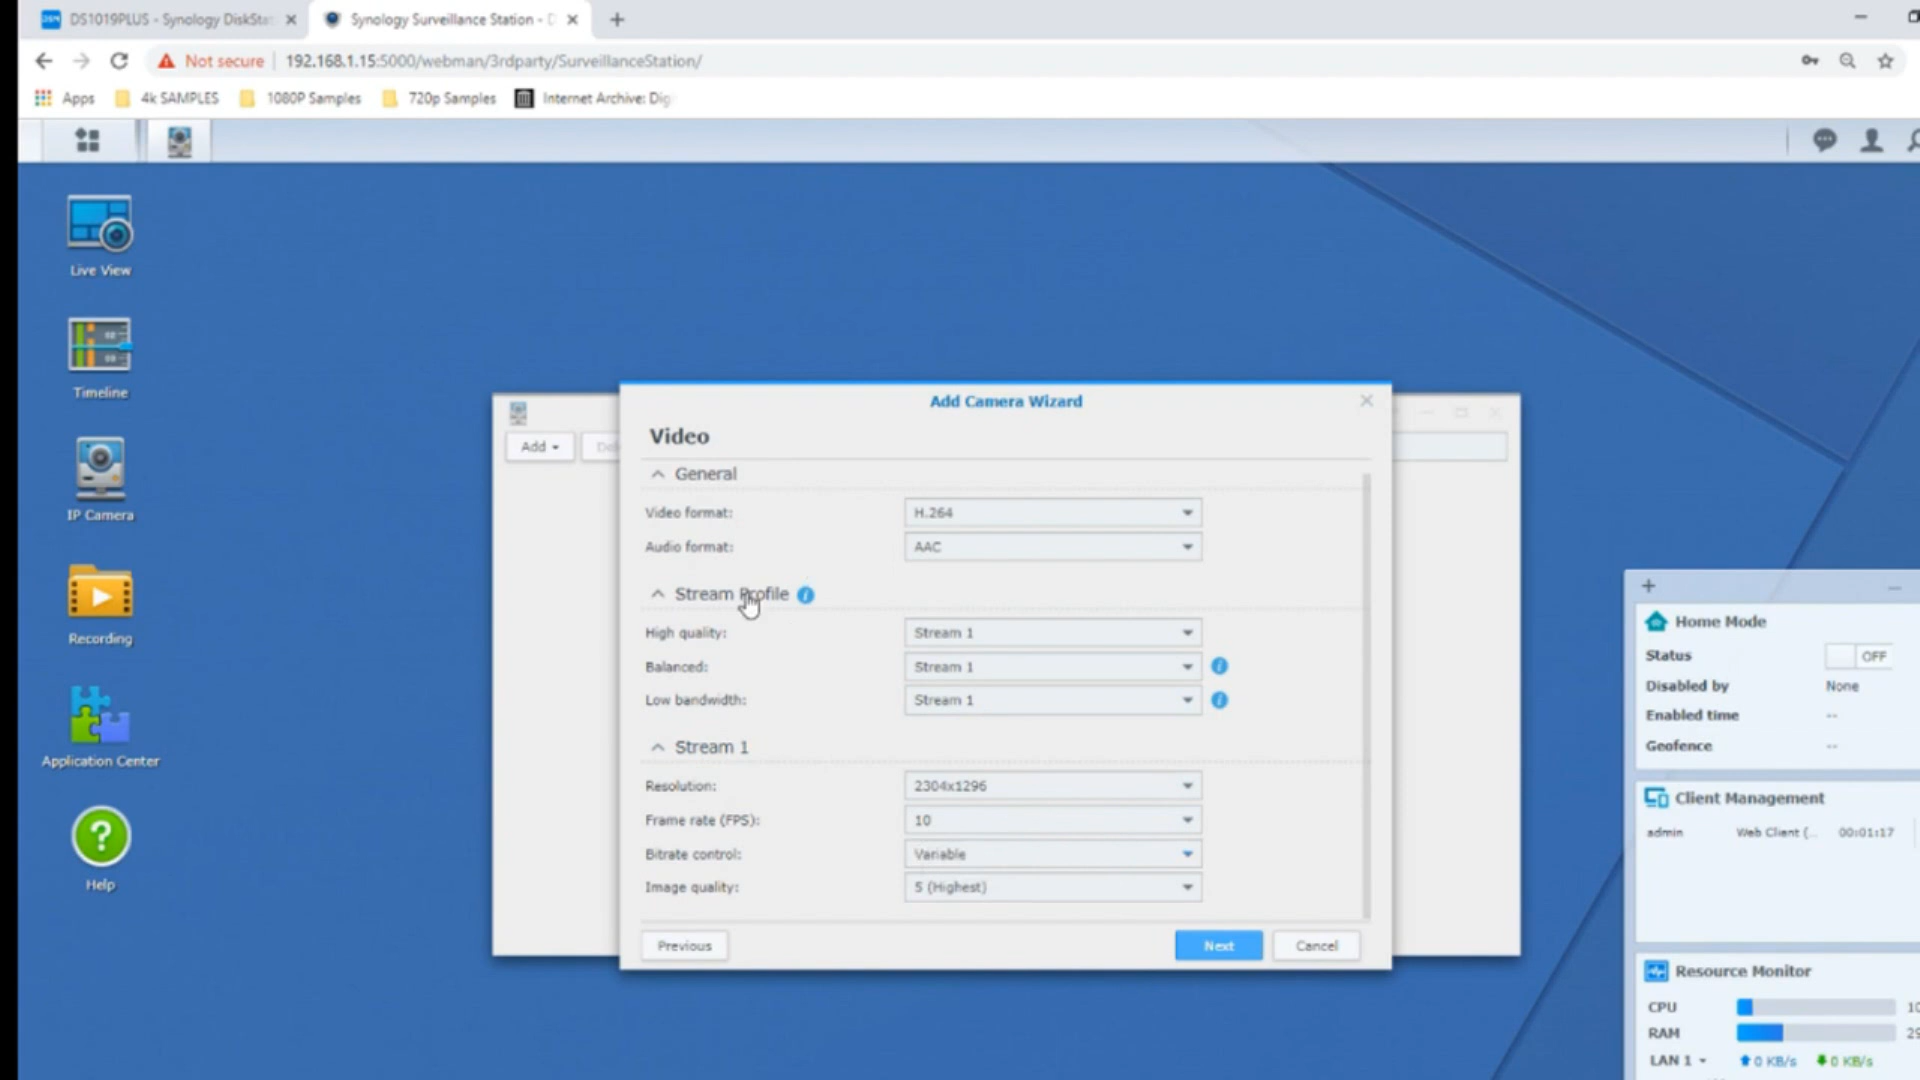 DS1019PLUS - Synology DiskSta
Synology Surveillance Station - D
Not secure
192.168.1.15:5000/webman/3rdparty/SurveillanceStation/
Apps
4k SAMPLES
1080P Samples
720p Samples
Internet Archive: Digi
Live View
Timeline
IP Camera
Recording
Application Center
Help
Add
Del
Add Camera Wizard
Video
General
Video format: H.264
Audio format: AAC
Stream Profile
High quality: Stream 1
Balanced: Stream 1
Low bandwidth: Stream 1
Stream 1
Resolution: 2304x1296
Frame rate (FPS): 10
Bitrate control: Variable
Image quality: 5 (Highest)
Previous
Next
Cancel
Home Mode
Status OFF
Disabled by None
Enabled time --
Geofence --
Client Management
admin Web Client (... 00:01:17
Resource Monitor
CPU 10
RAM 29
LAN 1 0 KB/s 0 KB/s